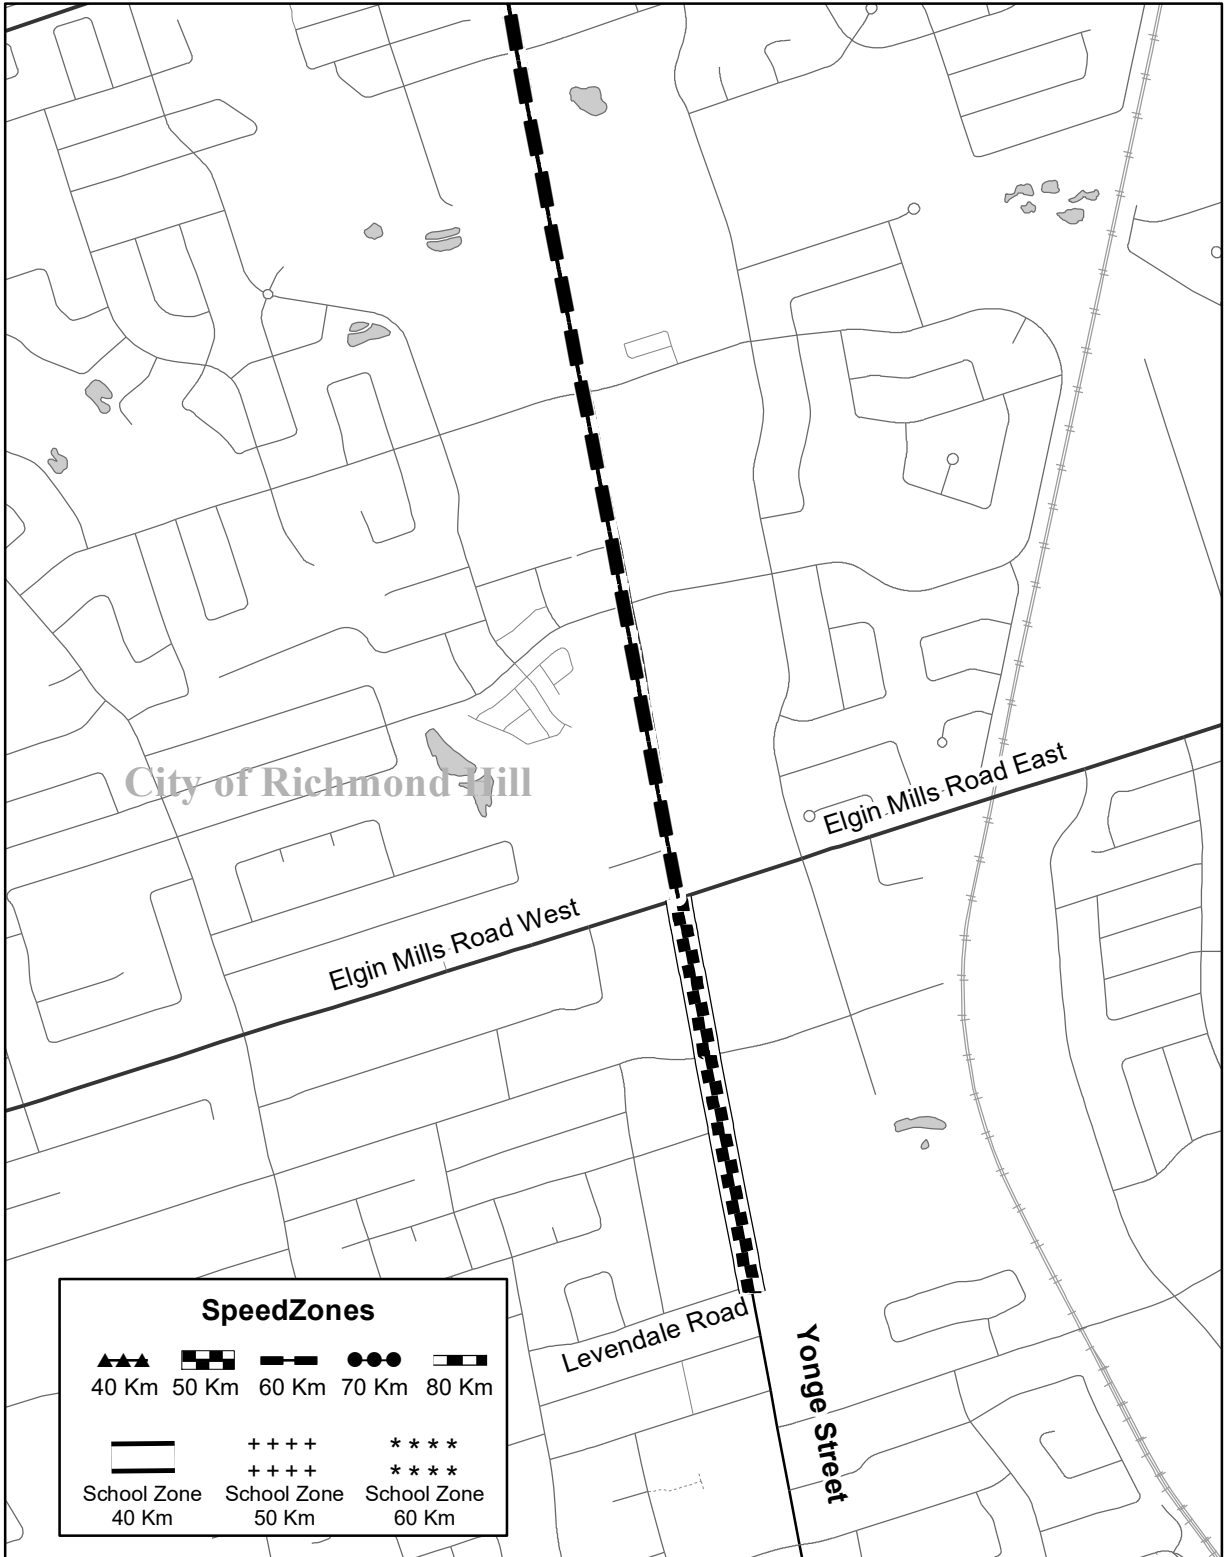 Elgin Mills Road East
City of Richmond Hill
Elgin Mills Road West
Levendale Road
Yonge Street
SpeedZones
40 Km 50 Km 60 Km 70 Km 80 Km
School Zone School Zone School Zone
40 Km 50 Km 60 Km